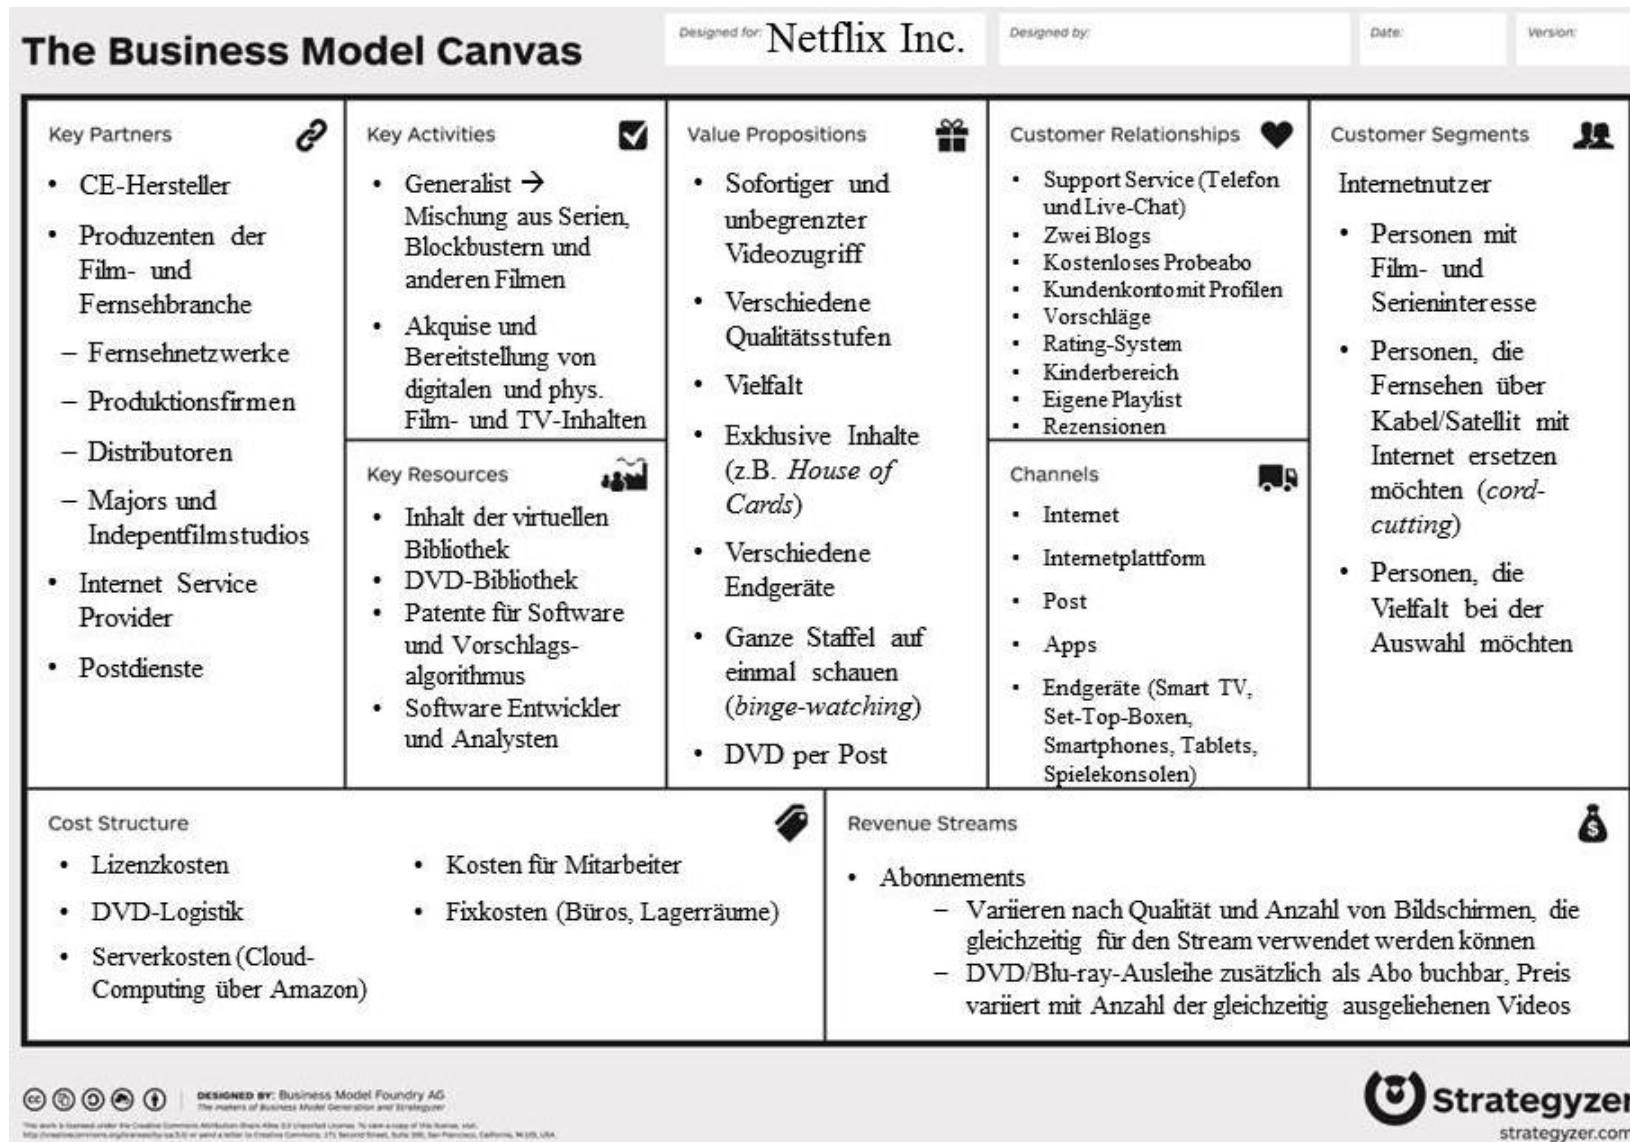 The Business Model Canvas
Designed for:
Netflix Inc.
Designed by:
Date:
Version:
Key Partners
• CE-Hersteller
• Produzenten der
Film- und
Fernsehbranche
– Fernsehnetzwerke
– Produktionsfirmen
– Distributoren
– Majors und
Indepentfilmstudios
• Internet Service
Provider
• Postdienste
Key Activities
• Generalist →
Mischung aus Serien,
Blockbustern und
anderen Filmen
• Akquise und
Bereitstellung von
digitalen und phys.
Film- und TV-Inhalten
Key Resources
• Inhalt der virtuellen
Bibliothek
• DVD-Bibliothek
• Patente für Software
und Vorschlags-
algorithmus
• Software Entwickler
und Analysten
Value Propositions
• Sofortiger und
unbegrenzter
Videozugriff
• Verschiedene
Qualitätsstufen
• Vielfalt
• Exklusive Inhalte
(z.B. House of
Cards)
• Verschiedene
Endgeräte
• Ganze Staffel auf
einmal schauen
(binge-watching)
• DVD per Post
Customer Relationships
▪ Support Service (Telefon
und Live-Chat)
▪ Zwei Blogs
▪ Kostenloses Probeabo
▪ Kundenkonto mit Profilen
▪ Vorschläge
▪ Rating-System
▪ Kinderbereich
▪ Eigene Playlist
▪ Rezensionen
Channels
▪ Internet
▪ Internetplattform
▪ Post
▪ Apps
▪ Endgeräte (Smart TV,
Set-Top-Boxen,
Smartphones, Tablets,
Spielekonsolen)
Customer Segments
Internetnutzer
• Personen mit
Film- und
Serieninteresse
• Personen, die
Fernsehen über
Kabel/Satellit mit
Internet ersetzen
möchten (cord-
cutting)
• Personen, die
Vielfalt bei der
Auswahl möchten
Cost Structure
• Lizenzkosten
• DVD-Logistik
• Serverkosten (Cloud-
Computing über Amazon)
• Kosten für Mitarbeiter
• Fixkosten (Büros, Lagerräume)
Revenue Streams
• Abonnements
– Variieren nach Qualität und Anzahl von Bildschirmen, die
gleichzeitig für den Stream verwendet werden können
– DVD/Blu-ray-Ausleihe zusätzlich als Abo buchbar, Preis
variiert mit Anzahl der gleichzeitig ausgeliehenen Videos
DESIGNED BY: Business Model Foundry AG
The makers of Business Model Generation and Strategyzer
Strategyzer
strategyzer.com